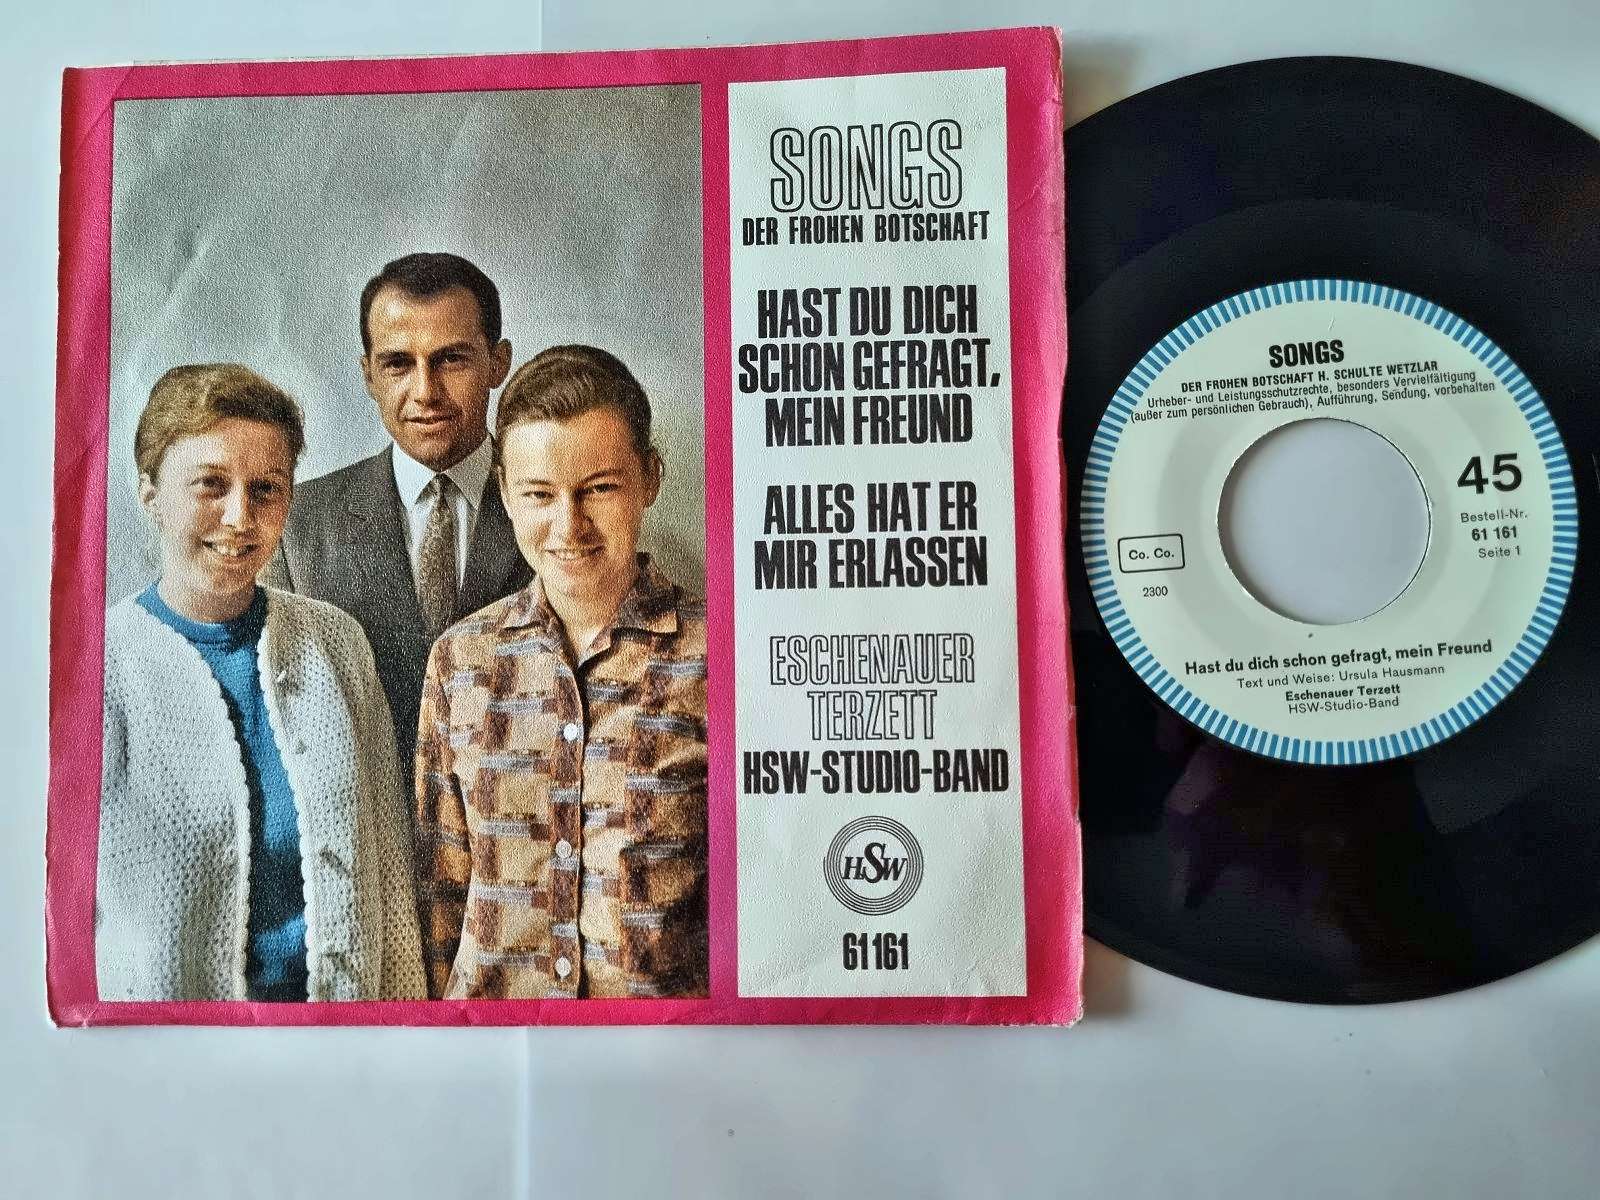 SONGS
DER FROHEN BOTSCHAFT
HAST DU DICH
SCHON GEFRAGT,
MEIN FREUND
ALLES HAT ER
MIR ERLASSEN
ESCHENAUER
TERZETT
HSW-STUDIO-BAND
HSW
61 161
SONGS
DER FROHEN BOTSCHAFT H. SCHULTE WETZLAR
Urheber- und Leistungsschutzrechte, besonders Vervielfältigung
(außer zum persönlichen Gebrauch), Aufführung, Sendung, vorbehalten
45
Bestell-Nr.
61 161
Seite 1
Co. Co.
2300
Hast du dich schon gefragt, mein Freund
Text und Weise: Ursula Hausmann
Eschenauer Terzett
HSW-Studio-Band